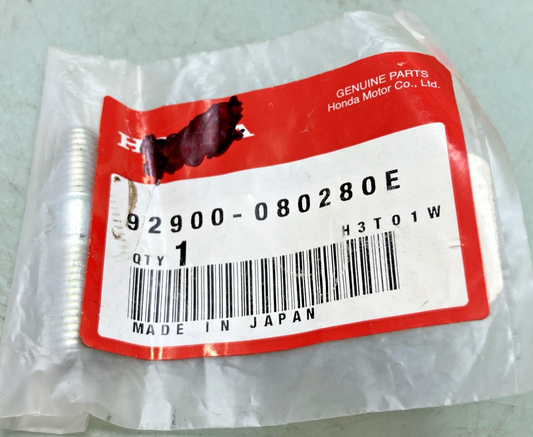 GENUINE PARTS
Honda Motor Co., Ltd.
92900-080280E
H3T01W
QTY 1
MADE IN JAPAN